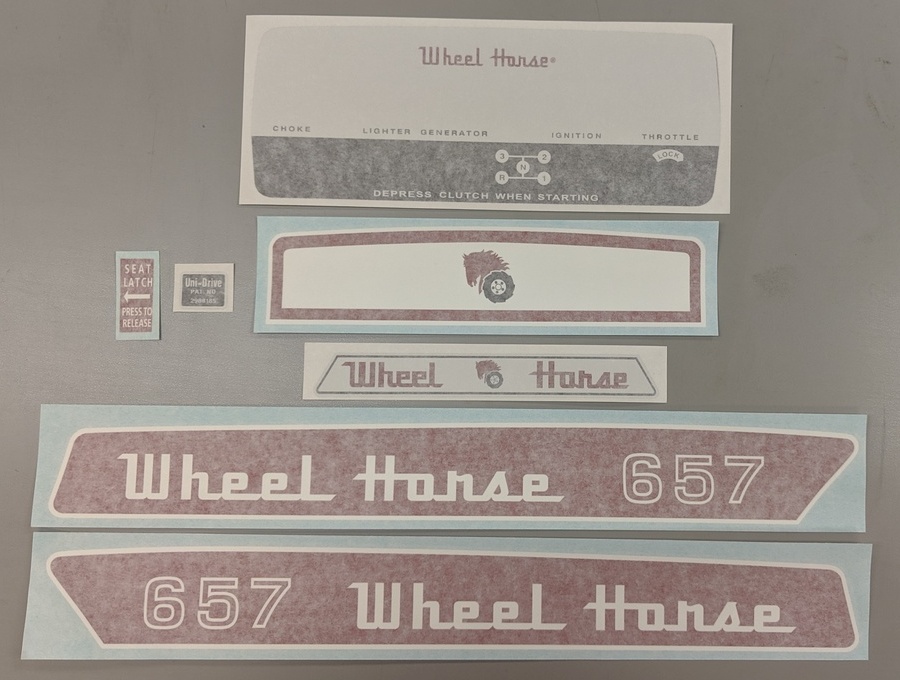 Wheel Horse®
CHOKE LIGHTER GENERATOR IGNITION THROTTLE
3 2 LOCK
N
R 1
DEPRESS CLUTCH WHEN STARTING
SEAT
LATCH
PRESS TO
RELEASE
Uni-Drive
PAT. NO.
Wheel Horse
Wheel Horse 657
657 Wheel Horse